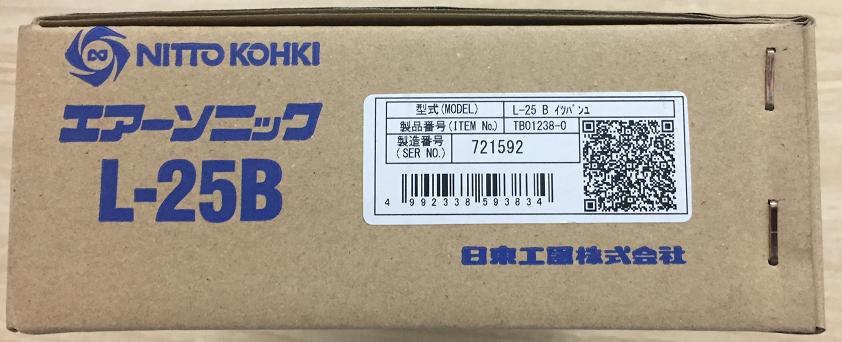 NITTO KOHKI
エアーソニック
L-25B
型式(MODEL) L-25 B ｲﾂﾊﾟﾝﾕ
製品番号(ITEM No.) TB01238-0
製造番号
(SER NO.) 721592
4 992338 593834
日東工器株式会社